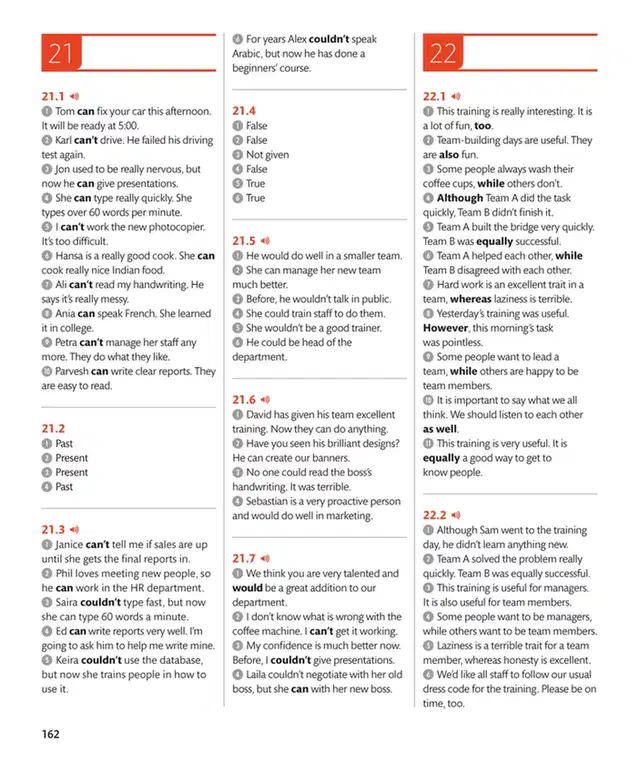 21
21.1
1 Tom can fix your car this afternoon.
It will be ready at 5:00.
2 Karl can't drive. He failed his driving
test again.
3 Jon used to be really nervous, but
now he can give presentations.
4 She can type really quickly. She
types over 60 words per minute.
5 I can't work the new photocopier.
It's too difficult.
6 Hansa is a really good cook. She can
cook really nice Indian food.
7 Ali can't read my handwriting. He
says it's really messy.
8 Ania can speak French. She learned
it in college.
9 Petra can't manage her staff any
more. They do what they like.
10 Parvesh can write clear reports. They
are easy to read.
21.2
1 Past
2 Present
3 Present
4 Past
21.3
1 Janice can't tell me if sales are up
until she gets the final reports in.
2 Phil loves meeting new people, so
he can work in the HR department.
3 Saira couldn't type fast, but now
she can type 60 words a minute.
4 Ed can write reports very well. I'm
going to ask him to help me write mine.
5 Keira couldn't use the database,
but now she trains people in how to
use it.
6 For years Alex couldn't speak
Arabic, but now he has done a
beginners' course.
21.4
1 False
2 False
3 Not given
4 False
5 True
6 True
21.5
1 He would do well in a smaller team.
2 She can manage her new team
much better.
3 Before, he wouldn't talk in public.
4 She could train staff to do them.
5 She wouldn't be a good trainer.
6 He could be head of the
department.
21.6
1 David has given his team excellent
training. Now they can do anything.
2 Have you seen his brilliant designs?
He can create our banners.
3 No one could read the boss's
handwriting. It was terrible.
4 Sebastian is a very proactive person
and would do well in marketing.
21.7
1 We think you are very talented and
would be a great addition to our
department.
2 I don't know what is wrong with the
coffee machine. I can't get it working.
3 My confidence is much better now.
Before, I couldn't give presentations.
4 Laila couldn't negotiate with her old
boss, but she can with her new boss.
22
22.1
1 This training is really interesting. It is
a lot of fun, too.
2 Team-building days are useful. They
are also fun.
3 Some people always wash their
coffee cups, while others don't.
4 Although Team A did the task
quickly, Team B didn't finish it.
5 Team A built the bridge very quickly.
Team B was equally successful.
6 Team A helped each other, while
Team B disagreed with each other.
7 Hard work is an excellent trait in a
team, whereas laziness is terrible.
8 Yesterday's training was useful.
However, this morning's task
was pointless.
9 Some people want to lead a
team, while others are happy to be
team members.
10 It is important to say what we all
think. We should listen to each other
as well.
11 This training is very useful. It is
equally a good way to get to
know people.
22.2
1 Although Sam went to the training
day, he didn't learn anything new.
2 Team A solved the problem really
quickly. Team B was equally successful.
3 This training is useful for managers.
It is also useful for team members.
4 Some people want to be managers,
while others want to be team members.
5 Laziness is a terrible trait for a team
member, whereas honesty is excellent.
6 We'd like all staff to follow our usual
dress code for the training. Please be on
time, too.
162